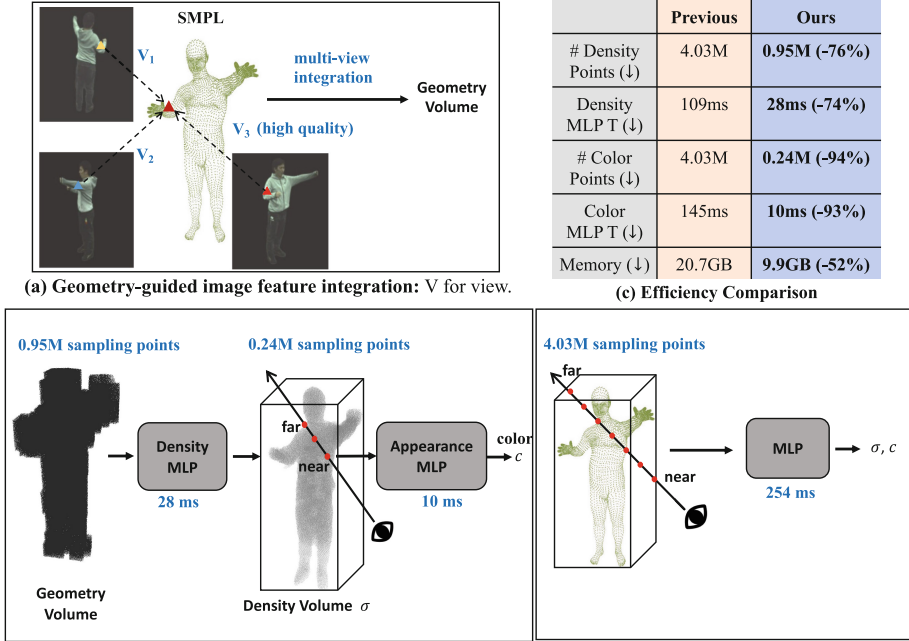 SMPL
V1
multi-view
integration
Geometry
Volume
V3 (high quality)
V2
(a) Geometry-guided image feature integration: V for view.
Previous Ours
# Density
Points (↓) 4.03M 0.95M (-76%)
Density
MLP T (↓) 109ms 28ms (-74%)
# Color
Points (↓) 4.03M 0.24M (-94%)
Color
MLP T (↓) 145ms 10ms (-93%)
Memory (↓) 20.7GB 9.9GB (-52%)
(c) Efficiency Comparison
0.95M sampling points
0.24M sampling points
far
near
Density
MLP
28 ms
Appearance
MLP
10 ms
color
c
Geometry
Volume
Density Volume σ
4.03M sampling points
far
near
MLP
254 ms
σ, c